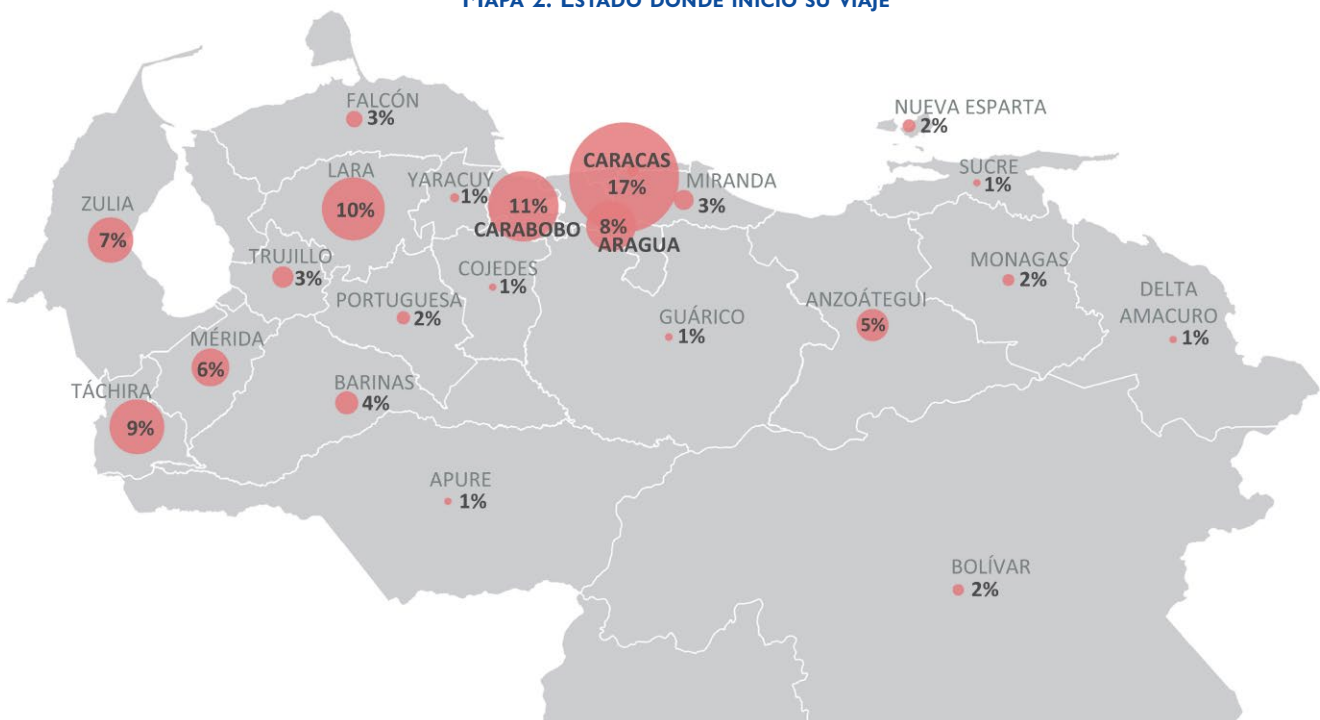 MAPA 2. ESTADO DONDE INICIÓ SU VIAJE
FALCÓN
3%
NUEVA ESPARTA
2%
CARACAS
17%
LARA
10%
YARACUY
1%
MIRANDA
3%
SUCRE
1%
ZULIA
7%
11%
CARABOBO
8%
ARAGUA
TRUJILLO
3%
COJEDES
1%
MONAGAS
2%
DELTA
AMACURO
1%
PORTUGUESA
2%
GUÁRICO
1%
ANZOÁTEGUI
5%
MÉRIDA
6%
BARINAS
4%
TÁCHIRA
9%
APURE
1%
BOLÍVAR
2%